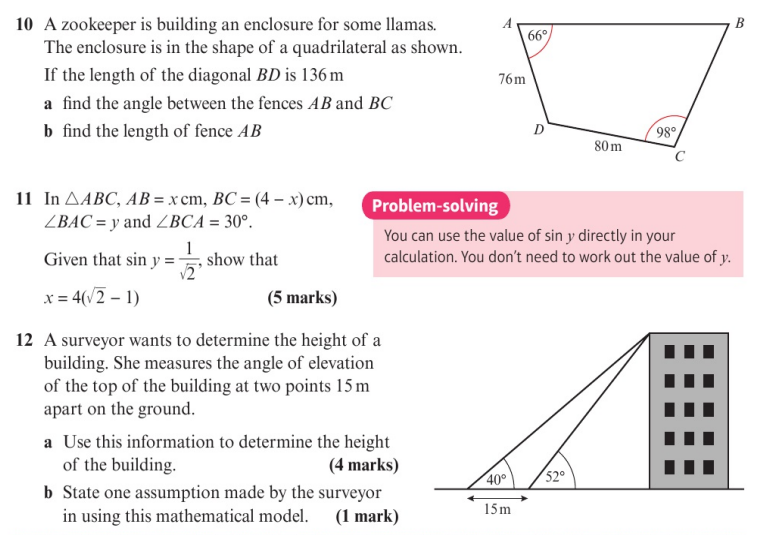 10 A zookeeper is building an enclosure for some llamas.
The enclosure is in the shape of a quadrilateral as shown.
If the length of the diagonal BD is 136 m
a find the angle between the fences AB and BC
b find the length of fence AB
A
B
66°
76 m
D
98°
80 m
C
11 In △ABC, AB = x cm, BC = (4 − x) cm,
∠BAC = y and ∠BCA = 30°.
Given that sin y = 1/√2, show that
x = 4(√2 − 1) (5 marks)
Problem-solving
You can use the value of sin y directly in your
calculation. You don’t need to work out the value of y.
12 A surveyor wants to determine the height of a
building. She measures the angle of elevation
of the top of the building at two points 15 m
apart on the ground.
a Use this information to determine the height
of the building. (4 marks)
b State one assumption made by the surveyor
in using this mathematical model. (1 mark)
40°
52°
15 m